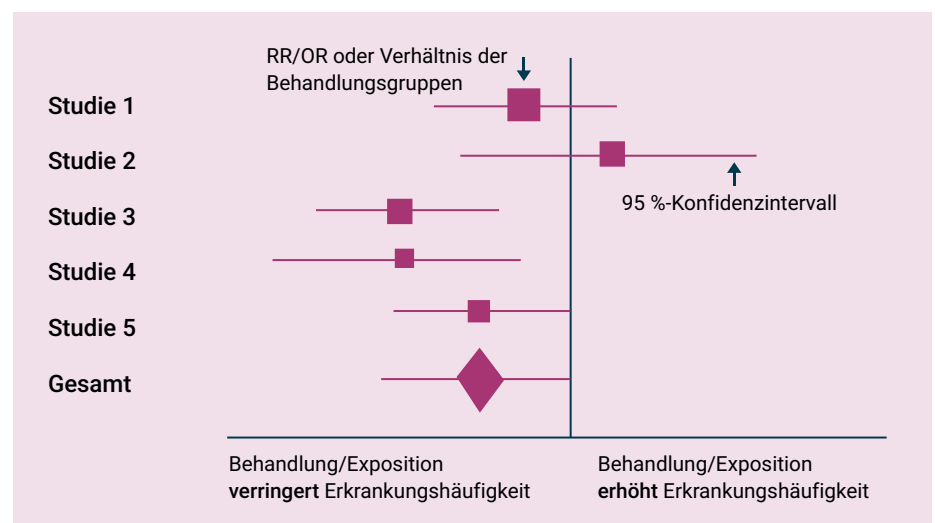 RR/OR oder Verhältnis der
Behandlungsgruppen
Studie 1
Studie 2
95 %-Konfidenzintervall
Studie 3
Studie 4
Studie 5
Gesamt
Behandlung/Exposition
verringert Erkrankungshäufigkeit
Behandlung/Exposition
erhöht Erkrankungshäufigkeit